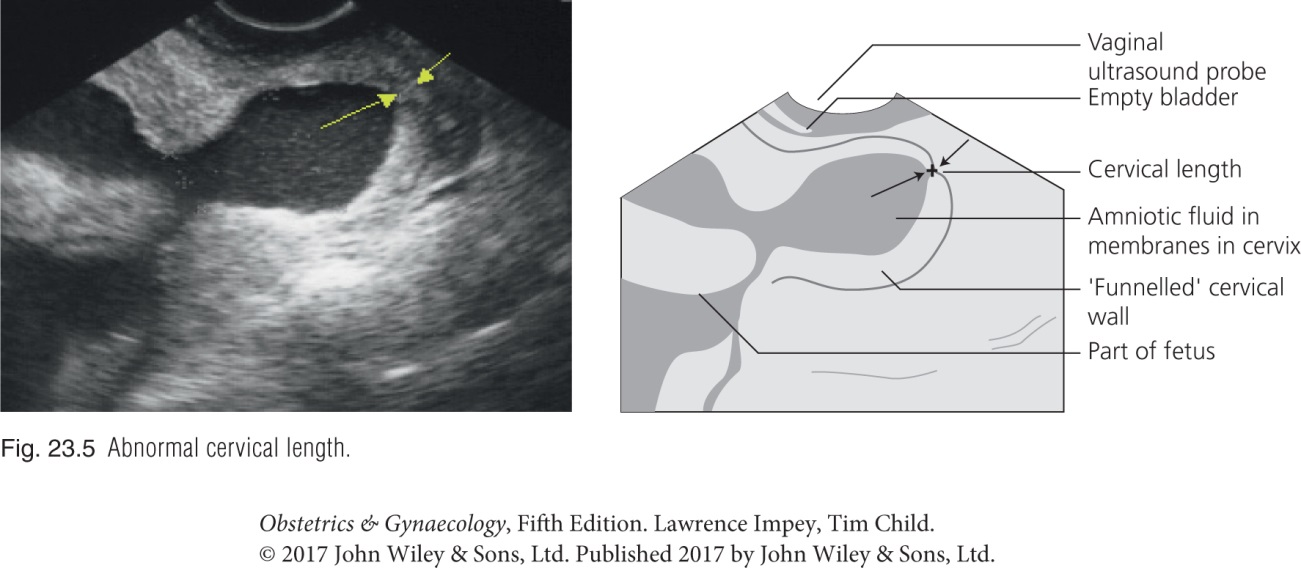 Vaginal
ultrasound probe
Empty bladder
Cervical length
Amniotic fluid in
membranes in cervix
'Funnelled' cervical
wall
Part of fetus
Fig. 23.5 Abnormal cervical length.
Obstetrics & Gynaecology, Fifth Edition. Lawrence Impey, Tim Child.
© 2017 John Wiley & Sons, Ltd. Published 2017 by John Wiley & Sons, Ltd.